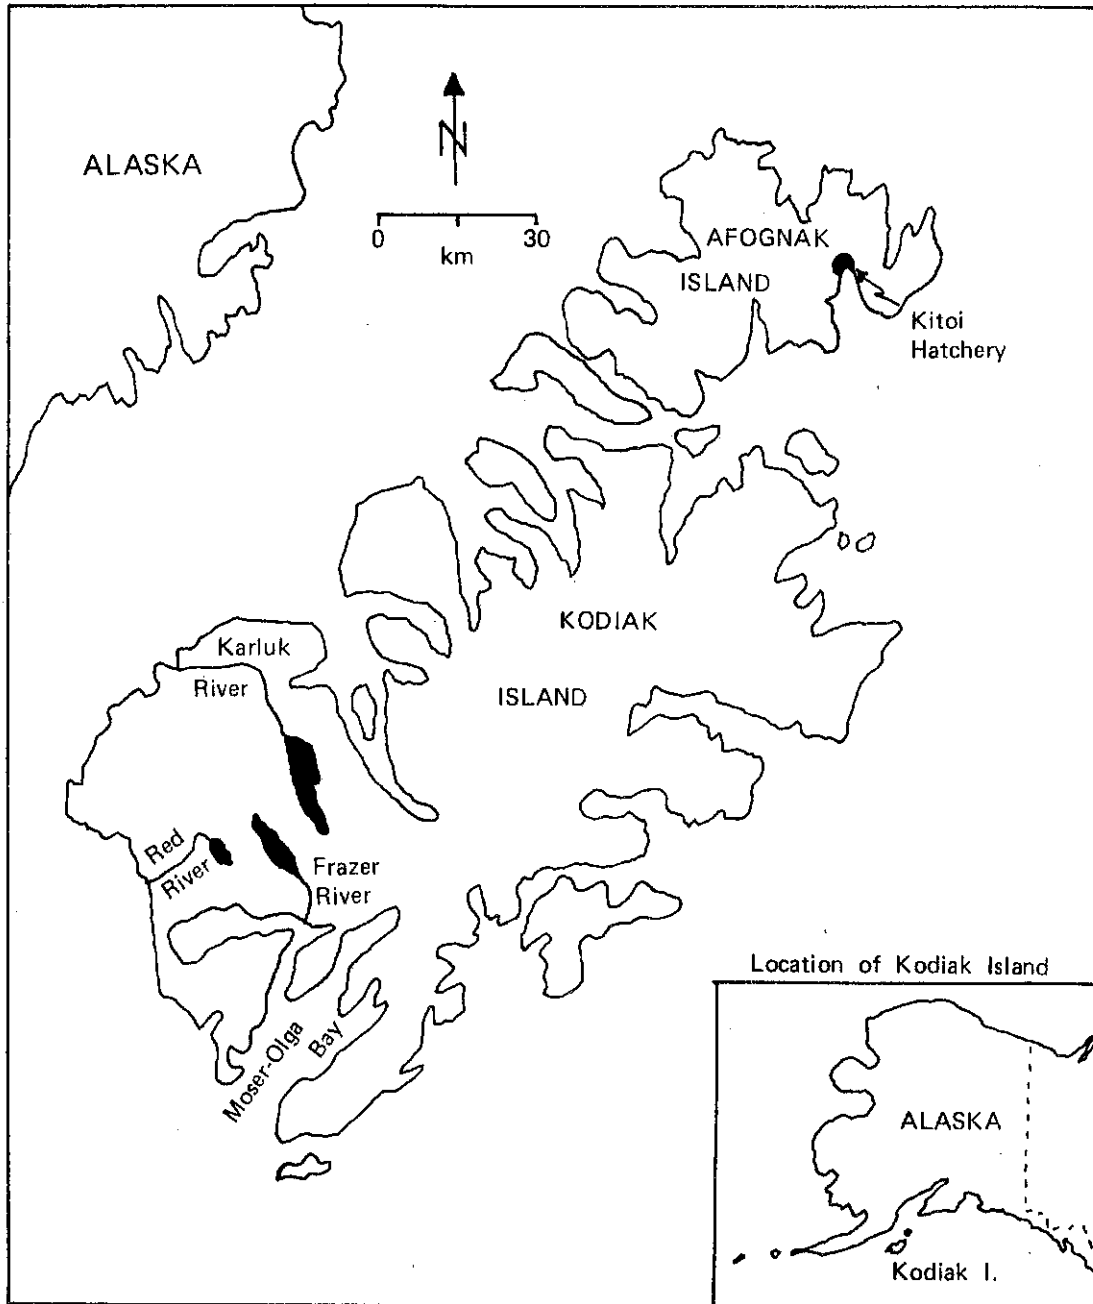 ALASKA
N
0 30
km
AFOGNAK
ISLAND
Kitoi
Hatchery
KODIAK
ISLAND
Karluk
River
Red
River
Frazer
River
Moser-Olga
Bay
Location of Kodiak Island
ALASKA
Kodiak I.